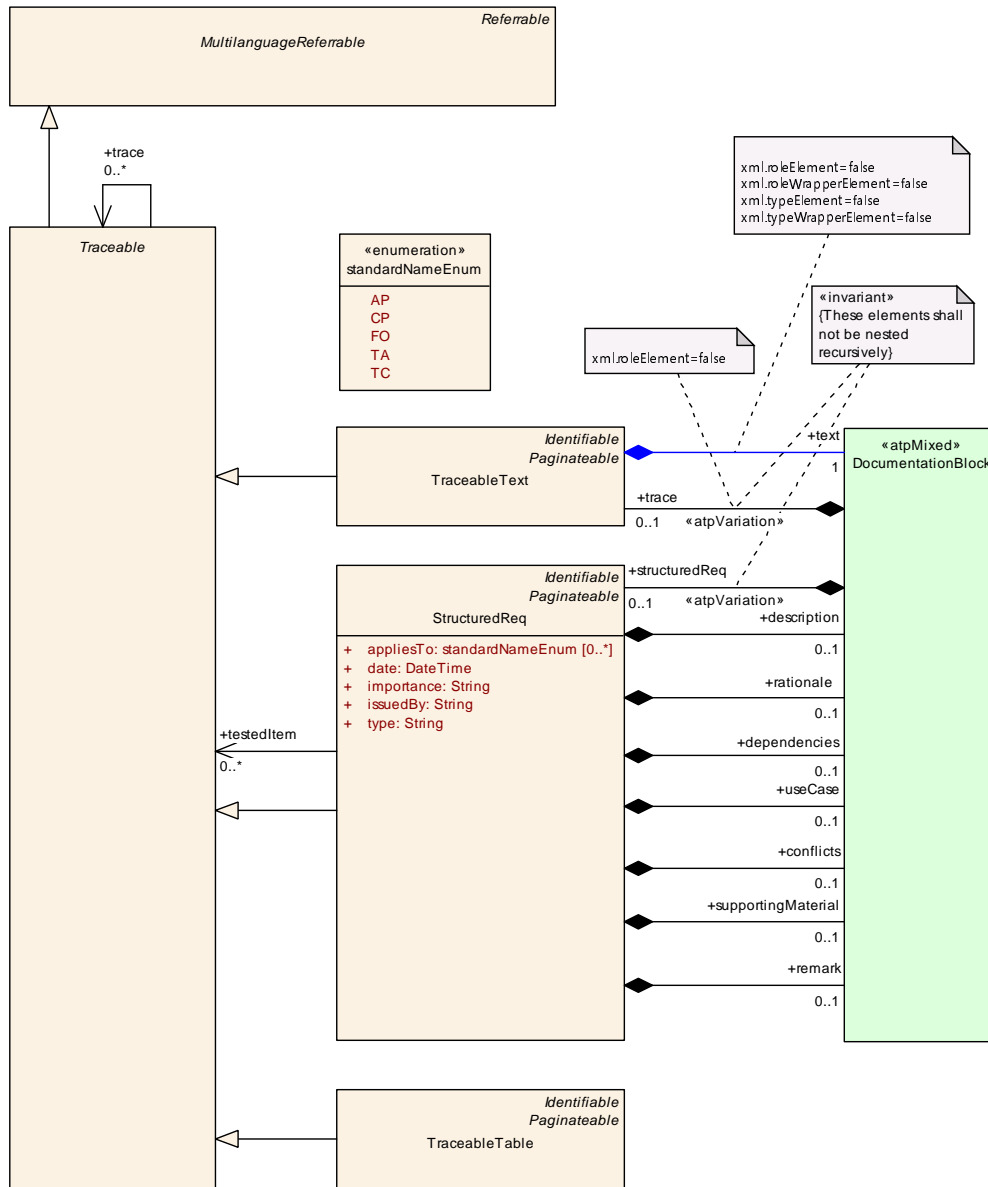 Referrable
MultilanguageReferrable
+trace
0..*
xml.roleElement=false
xml.roleWrapperElement=false
xml.typeElement=false
xml.typeWrapperElement=false
Traceable
«enumeration»
standardNameEnum
AP
CP
FO
TA
TC
«invariant»
{These elements shall
not be nested
recursively}
xml.roleElement=false
Identifiable
Paginateable
TraceableText
+text
1
«atpMixed»
DocumentationBlock
+trace
0..1
«atpVariation»
Identifiable
Paginateable
StructuredReq
+structuredReq
0..1
«atpVariation»
+description
0..1
+ appliesTo: standardNameEnum [0..*]
+ date: DateTime
+ importance: String
+ issuedBy: String
+ type: String
+rationale
0..1
+testedItem
0..*
+dependencies
0..1
+useCase
0..1
+conflicts
0..1
+supportingMaterial
0..1
+remark
0..1
Identifiable
Paginateable
TraceableTable